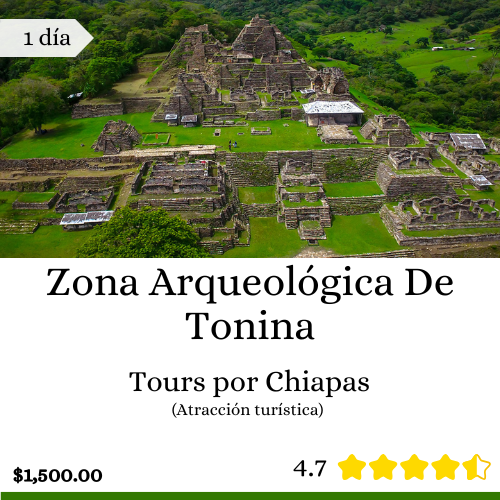 1 día
Zona Arqueológica De
Tonina
Tours por Chiapas
(Atracción turística)
$1,500.00
4.7